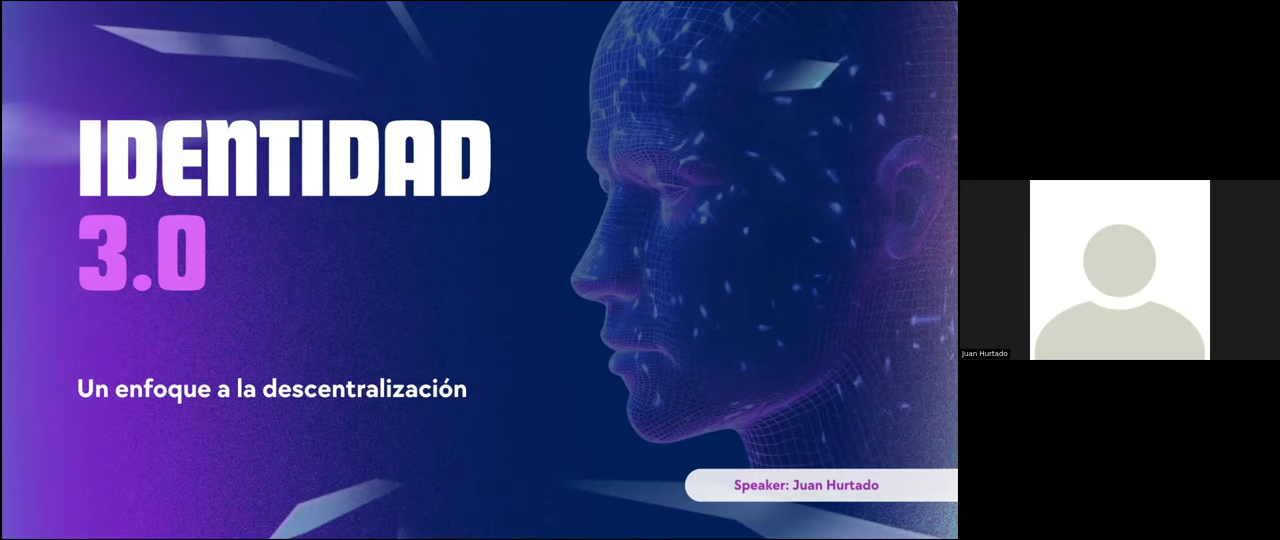 IDENTIDAD
3.0
Un enfoque a la descentralización
Speaker: Juan Hurtado
Juan Hurtado